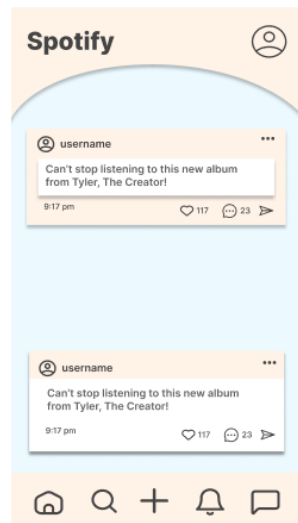 Spotify
username
Can't stop listening to this new album
from Tyler, The Creator!
9:17 pm
117
23
username
Can't stop listening to this new album
from Tyler, The Creator!
9:17 pm
117
23